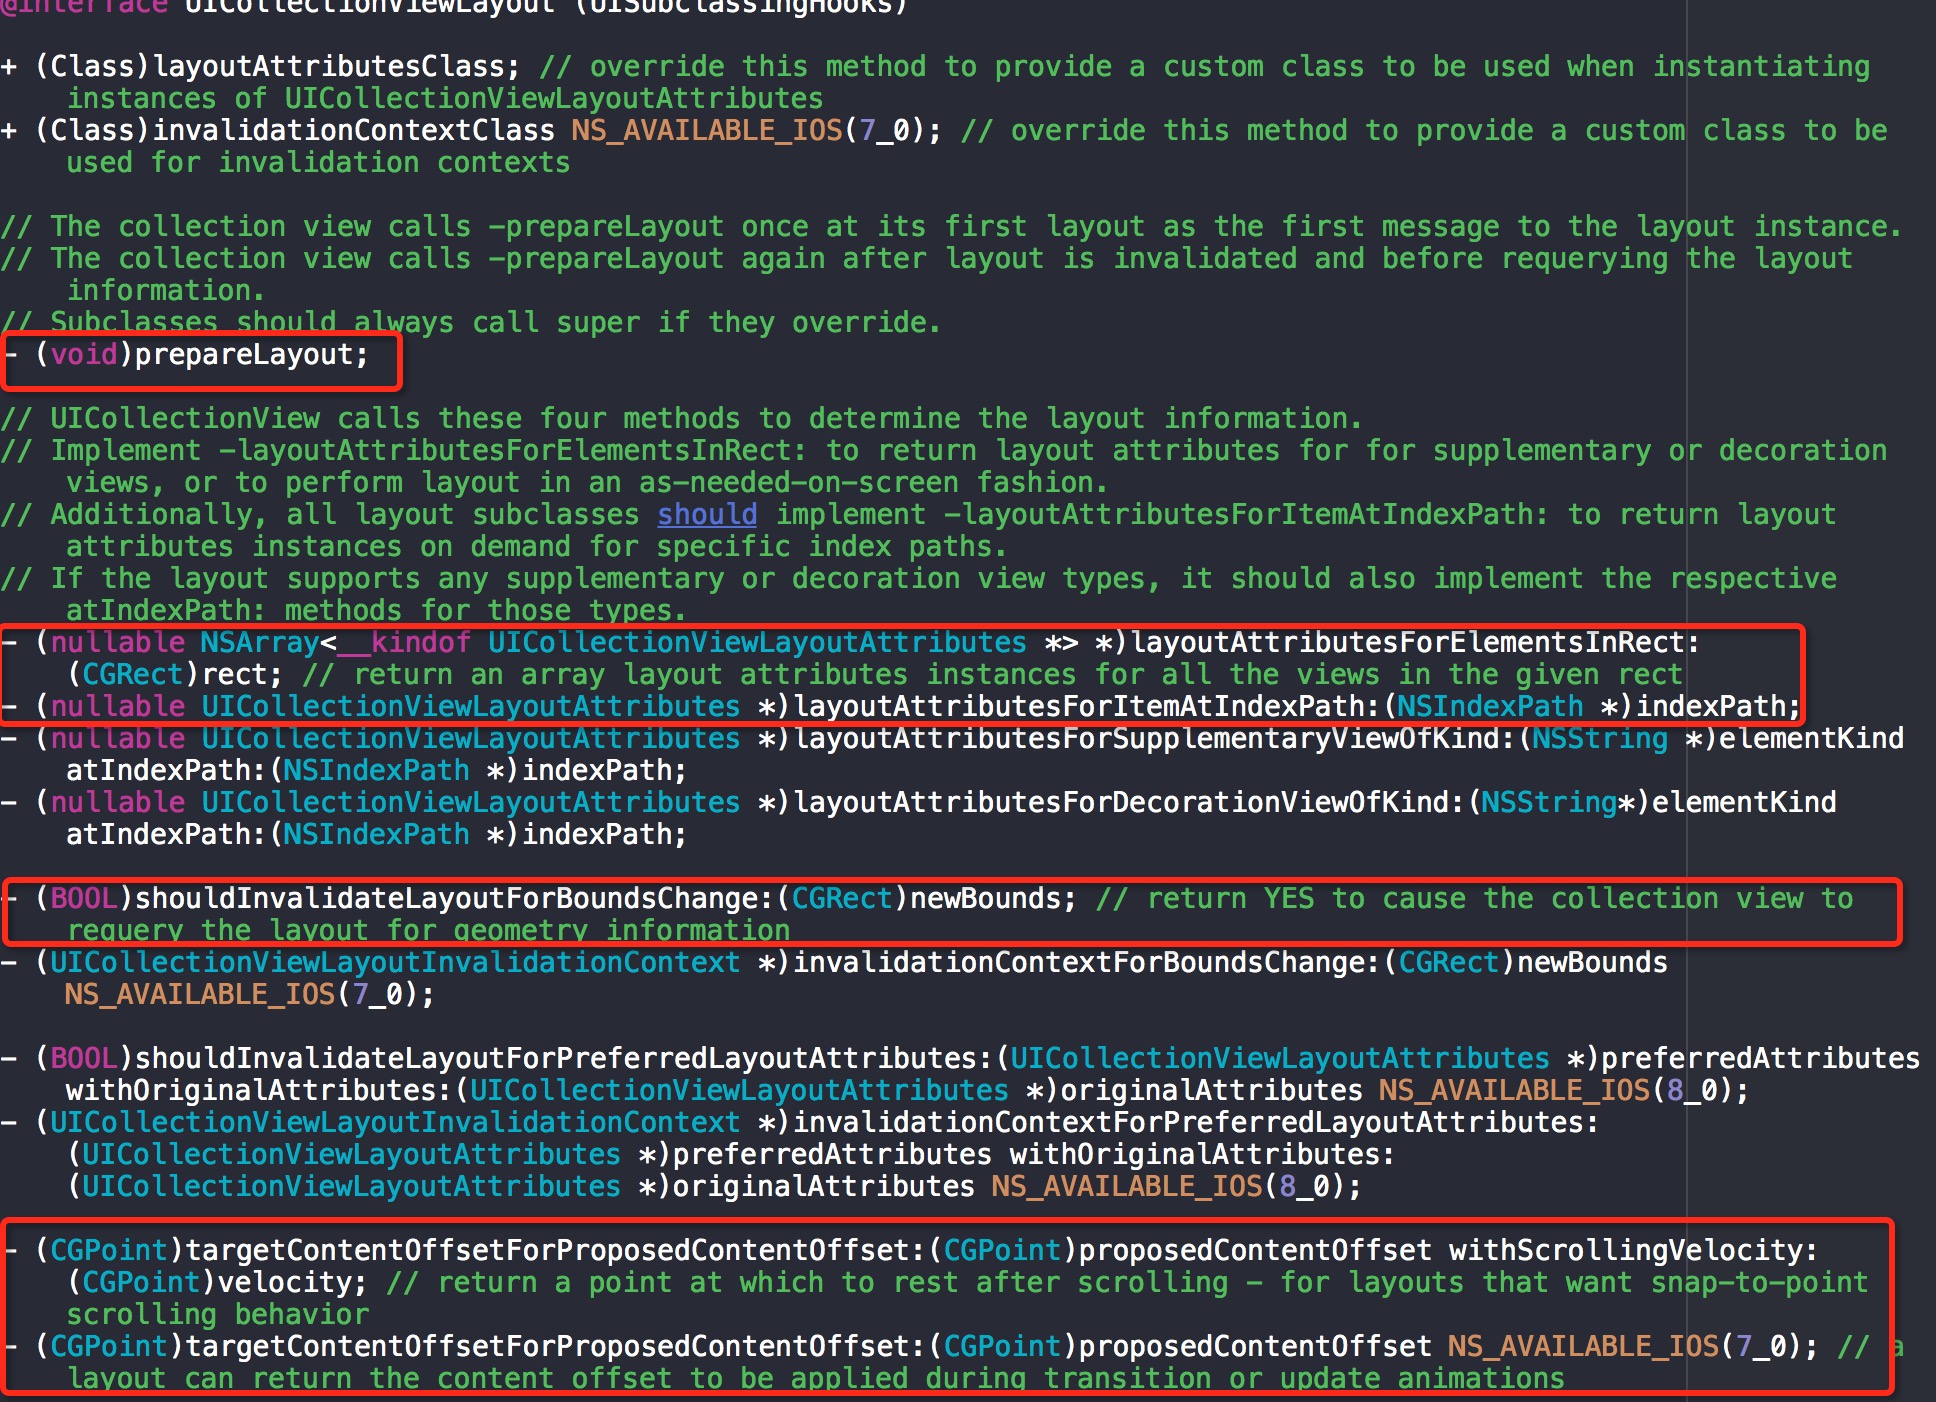 @interface UICollectionViewLayout (UISubclassingHooks)
+ (Class)layoutAttributesClass; // override this method to provide a custom class to be used when instantiating
instances of UICollectionViewLayoutAttributes
+ (Class)invalidationContextClass NS_AVAILABLE_IOS(7_0); // override this method to provide a custom class to be
used for invalidation contexts
// The collection view calls -prepareLayout once at its first layout as the first message to the layout instance.
// The collection view calls -prepareLayout again after layout is invalidated and before requerying the layout
information.
// Subclasses should always call super if they override.
- (void)prepareLayout;
// UICollectionView calls these four methods to determine the layout information.
// Implement -layoutAttributesForElementsInRect: to return layout attributes for for supplementary or decoration
views, or to perform layout in an as-needed-on-screen fashion.
// Additionally, all layout subclasses should implement -layoutAttributesForItemAtIndexPath: to return layout
attributes instances on demand for specific index paths.
// If the layout supports any supplementary or decoration view types, it should also implement the respective
atIndexPath: methods for those types.
- (nullable NSArray<__kindof UICollectionViewLayoutAttributes *> *)layoutAttributesForElementsInRect:
(CGRect)rect; // return an array layout attributes instances for all the views in the given rect
- (nullable UICollectionViewLayoutAttributes *)layoutAttributesForItemAtIndexPath:(NSIndexPath *)indexPath;
- (nullable UICollectionViewLayoutAttributes *)layoutAttributesForSupplementaryViewOfKind:(NSString *)elementKind
atIndexPath:(NSIndexPath *)indexPath;
- (nullable UICollectionViewLayoutAttributes *)layoutAttributesForDecorationViewOfKind:(NSString*)elementKind
atIndexPath:(NSIndexPath *)indexPath;
- (BOOL)shouldInvalidateLayoutForBoundsChange:(CGRect)newBounds; // return YES to cause the collection view to
requery the layout for geometry information
- (UICollectionViewLayoutInvalidationContext *)invalidationContextForBoundsChange:(CGRect)newBounds
NS_AVAILABLE_IOS(7_0);
- (BOOL)shouldInvalidateLayoutForPreferredLayoutAttributes:(UICollectionViewLayoutAttributes *)preferredAttributes
withOriginalAttributes:(UICollectionViewLayoutAttributes *)originalAttributes NS_AVAILABLE_IOS(8_0);
- (UICollectionViewLayoutInvalidationContext *)invalidationContextForPreferredLayoutAttributes:
(UICollectionViewLayoutAttributes *)preferredAttributes withOriginalAttributes:
(UICollectionViewLayoutAttributes *)originalAttributes NS_AVAILABLE_IOS(8_0);
- (CGPoint)targetContentOffsetForProposedContentOffset:(CGPoint)proposedContentOffset withScrollingVelocity:
(CGPoint)velocity; // return a point at which to rest after scrolling - for layouts that want snap-to-point
scrolling behavior
- (CGPoint)targetContentOffsetForProposedContentOffset:(CGPoint)proposedContentOffset NS_AVAILABLE_IOS(7_0); // a
layout can return the content offset to be applied during transition or update animations